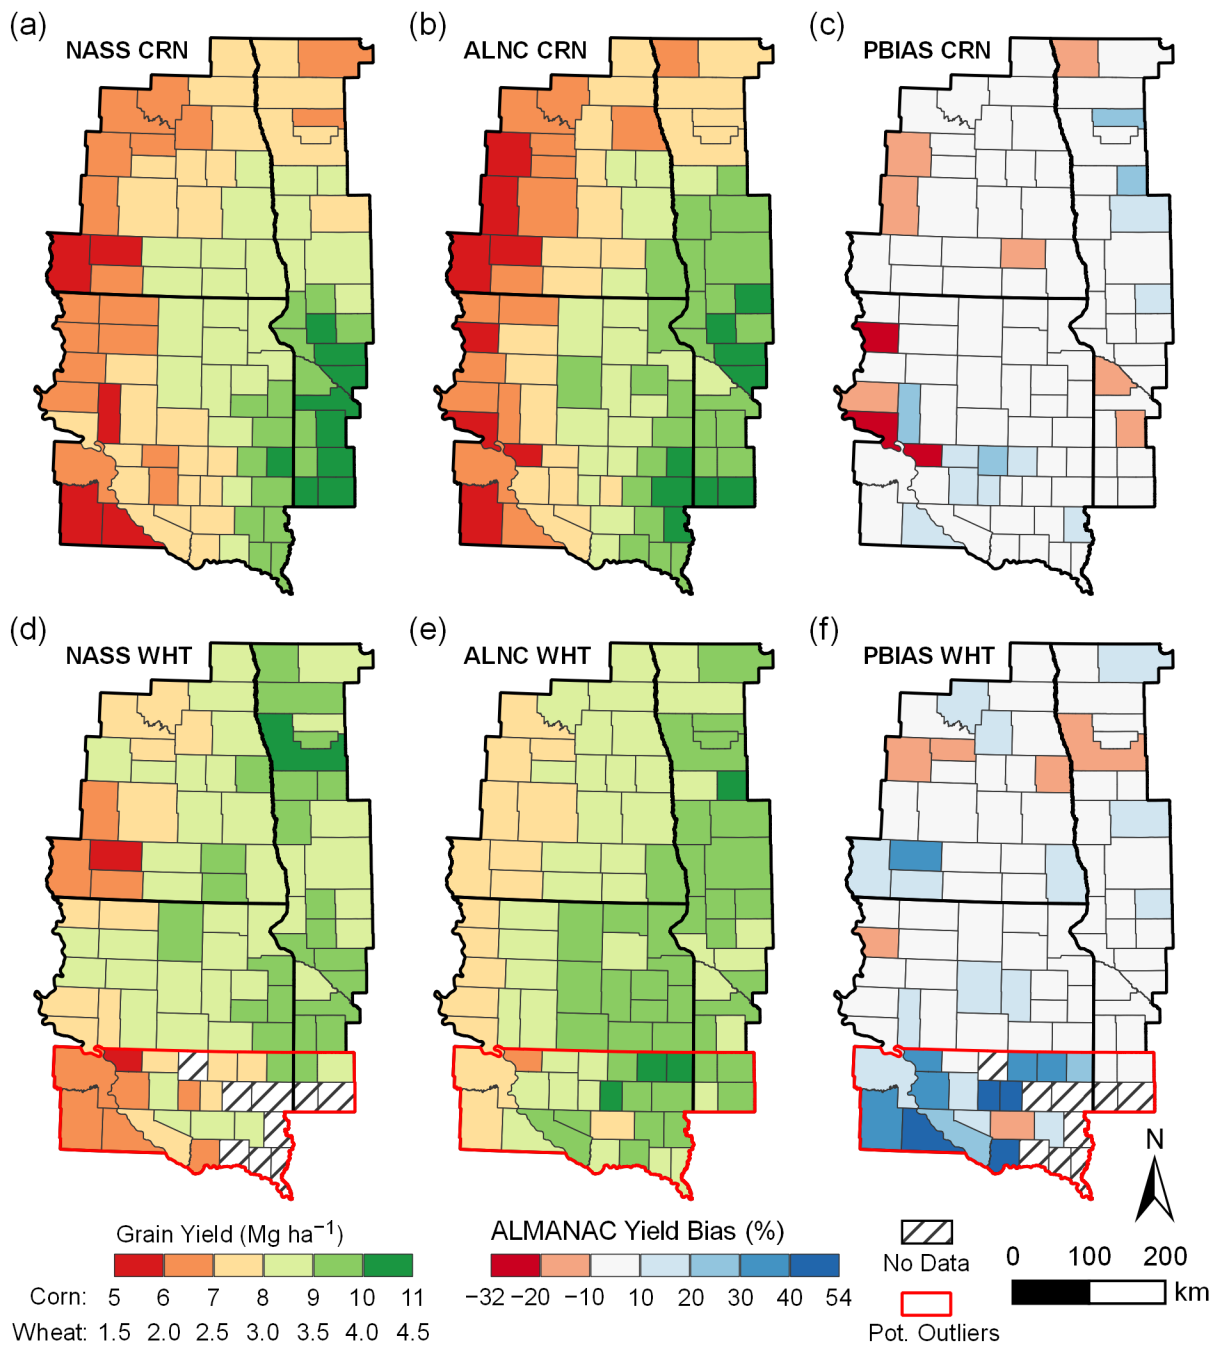 (a) NASS CRN
(b) ALNC CRN
(c) PBIAS CRN
(d) NASS WHT
(e) ALNC WHT
(f) PBIAS WHT
N
Grain Yield (Mg ha⁻¹)
Corn: 5 6 7 8 9 10 11
Wheat: 1.5 2.0 2.5 3.0 3.5 4.0 4.5
ALMANAC Yield Bias (%)
−32 −20 −10 10 20 30 40 54
No Data
Pot. Outliers
0 100 200
km